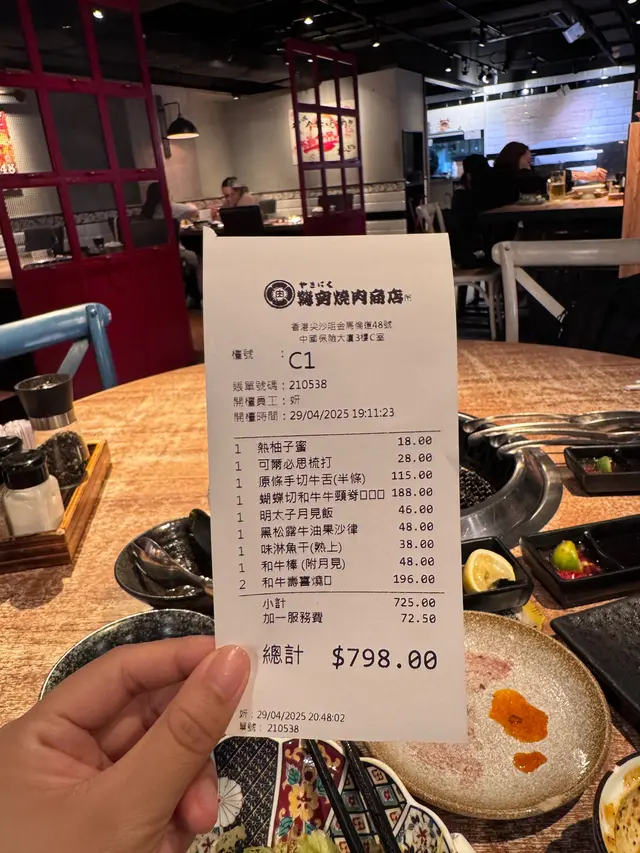 やきにく
燒肉商店
香港尖沙咀金馬倫道48號
中國保險大廈3樓C室
檯號 : C1
賬單號碼 : 210538
開檯員工 : 妍
開檯時間 : 29/04/2025 19:11:23
1 熱柚子蜜 18.00
1 可爾必思梳打 28.00
1 原條手切牛舌(半條) 115.00
1 蝴蝶切和牛牛頸脊□□□ 188.00
1 明太子月見飯 46.00
1 黑松露牛油果沙律 48.00
1 味淋魚干(熟上) 38.00
1 和牛棒 (附月見) 48.00
2 和牛壽喜燒□ 196.00
小計 725.00
加一服務費 72.50
總計 $798.00
妍 : 29/04/2025 20:48:02
單號 : 210538